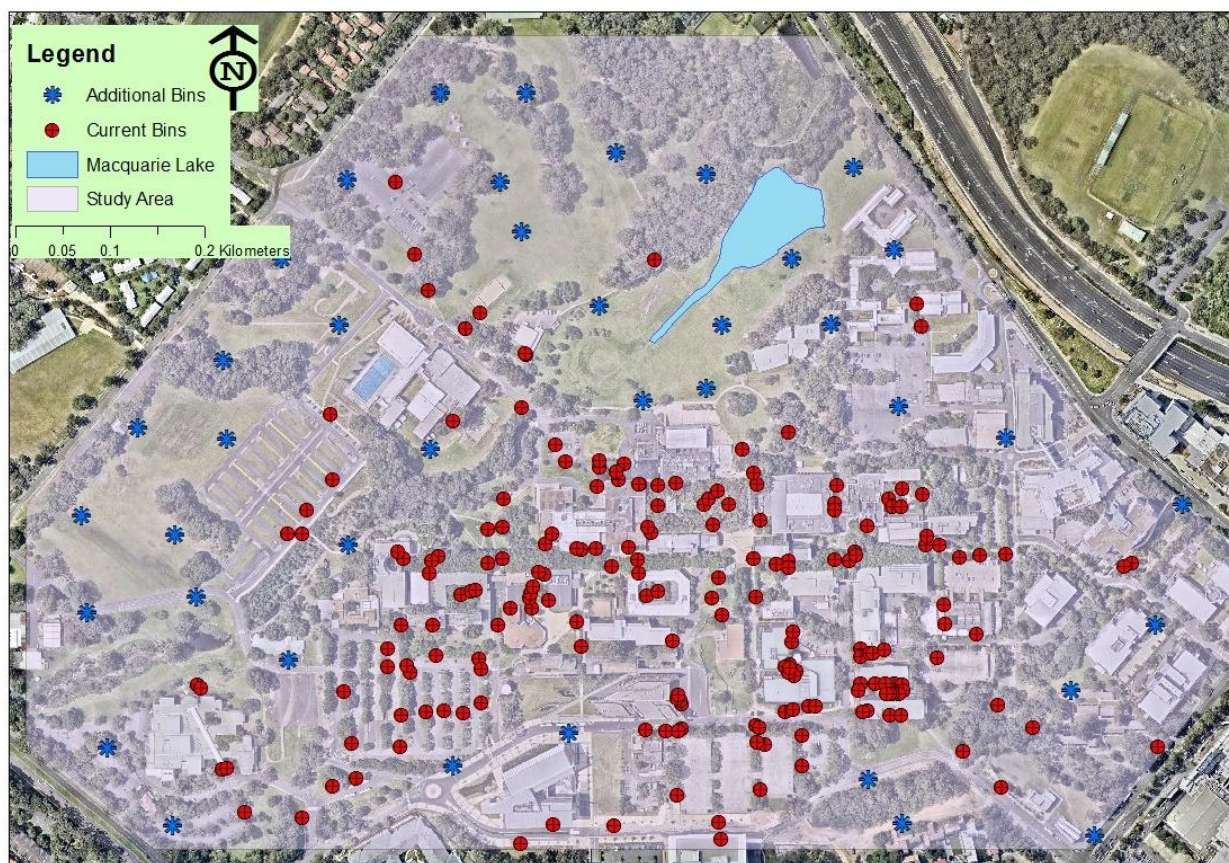 Legend
N
Additional Bins
Current Bins
Macquarie Lake
Study Area
0 0.05 0.1 0.2 Kilometers